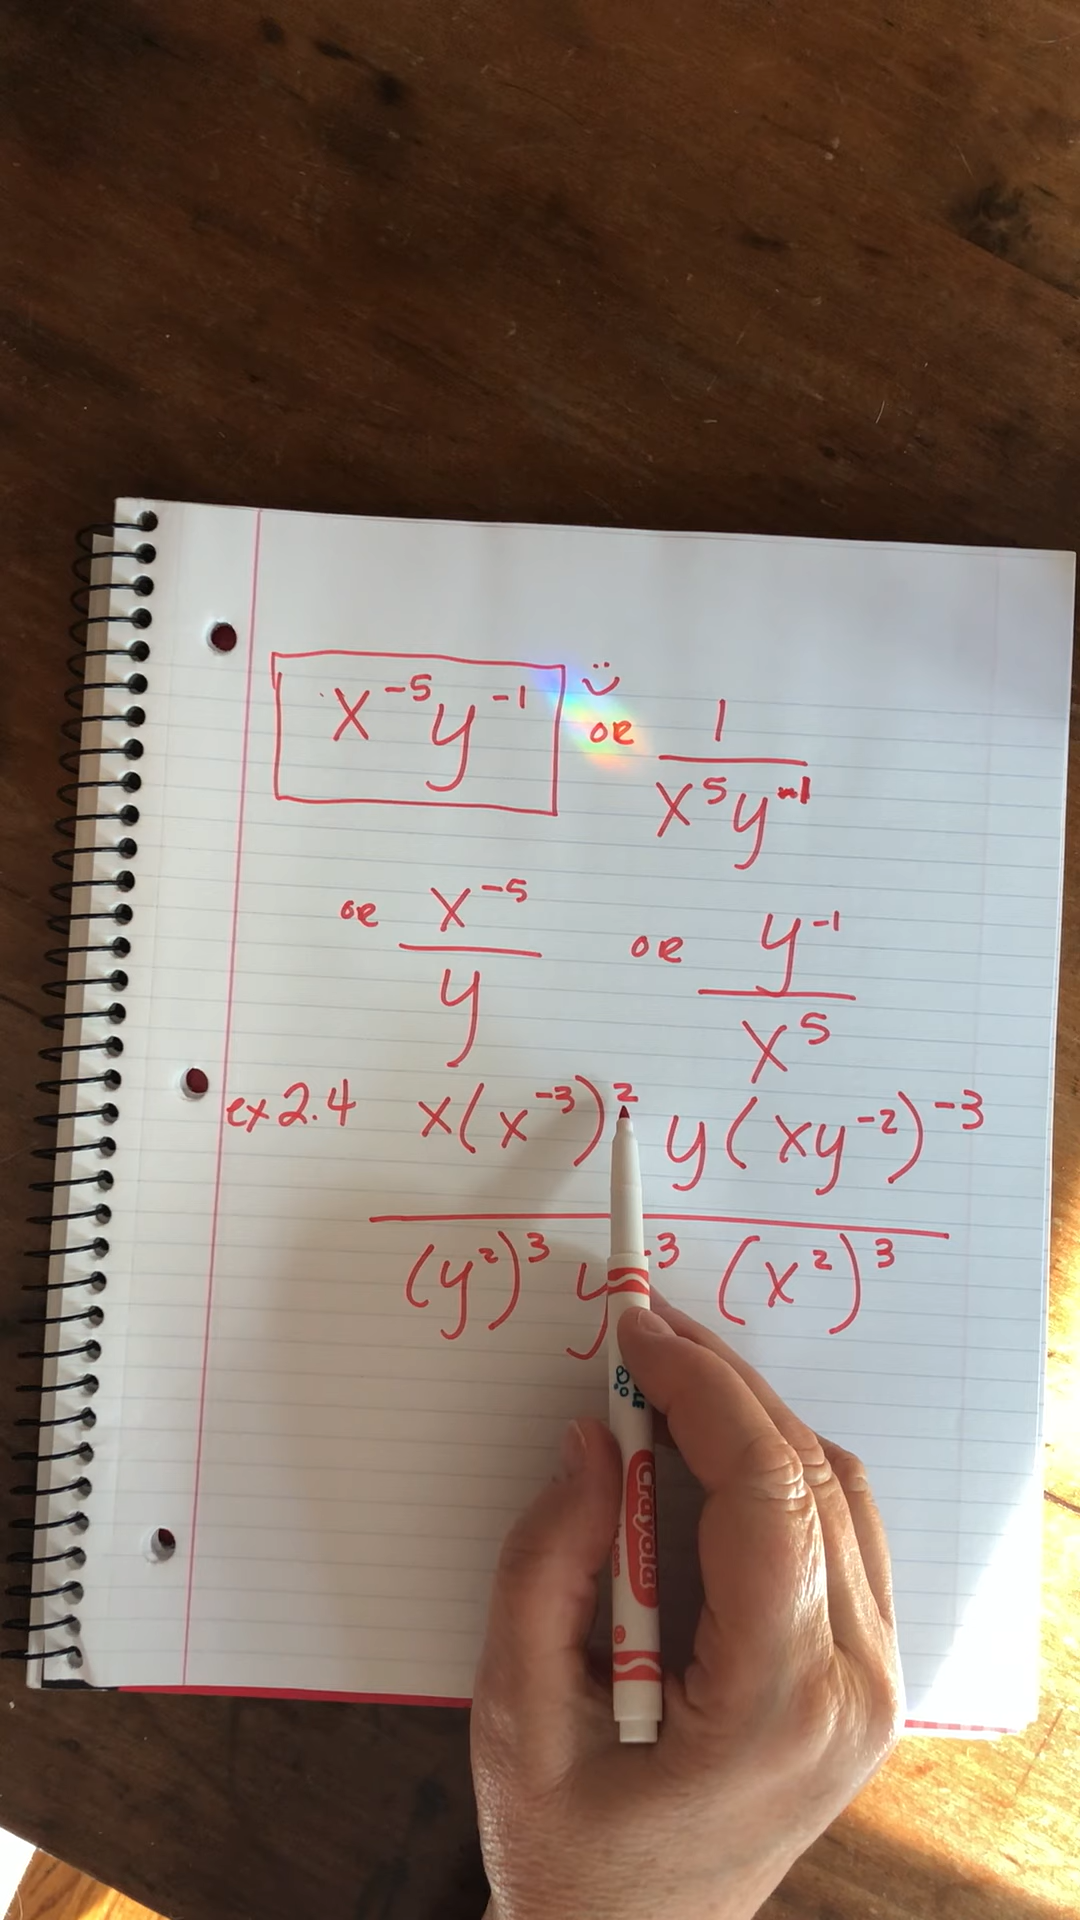 x⁻⁵y⁻¹ :) or 1
x⁵y⁻¹
or x⁻⁵ or y⁻¹
y x⁵
ex 2.4 x(x⁻³)² y(xy⁻²)⁻³
(y²)³ y⁻³ (x²)³
Crayola